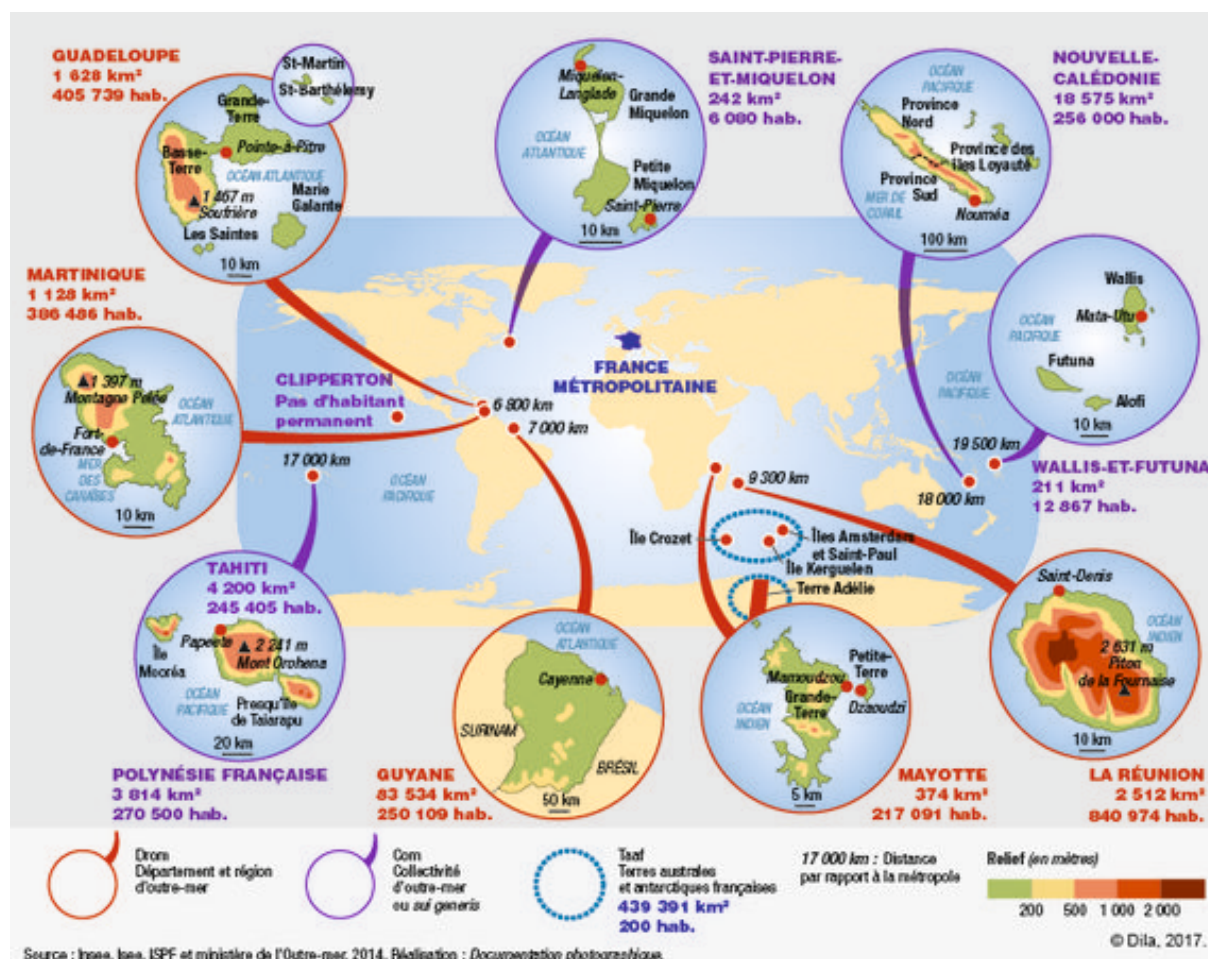 GUADELOUPE
1 628 km²
405 739 hab.
St-Martin
St-Barthélemy
Grande-
Terre
Basse-
Terre
Pointe-à-Pitre
OCÉAN ATLANTIQUE
Marie
Galante
1 467 m
Soufrière
Les Saintes
10 km
SAINT-PIERRE-
ET-MIQUELON
242 km²
6 080 hab.
Miquelon-
Langlade
Grande
Miquelon
OCÉAN
ATLANTIQUE
Petite
Miquelon
Saint-Pierre
10 km
NOUVELLE-
CALÉDONIE
18 575 km²
256 000 hab.
OCÉAN
PACIFIQUE
Province
Nord
Province des
îles Loyauté
Province
Sud
MER DE
CORAIL
Nouméa
100 km
MARTINIQUE
1 128 km²
386 486 hab.
1 397 m
Montagne Pelée
OCÉAN
ATLANTIQUE
Fort-
de-France
MER
DES
CARAÏBES
10 km
Wallis
Mata-Utu
OCÉAN
PACIFIQUE
Futuna
Alofi
10 km
WALLIS-ET-FUTUNA
211 km²
12 867 hab.
FRANCE
MÉTROPOLITAINE
CLIPPERTON
Pas d'habitant
permanent
6 800 km
7 000 km
17 000 km
OCÉAN
PACIFIQUE
OCÉAN
PACIFIQUE
19 500 km
18 000 km
9 300 km
Île Crozet
Îles Amsterdam
et Saint-Paul
Île Kerguelen
Terre Adélie
TAHITI
4 200 km²
245 405 hab.
Papeete
2 241 m
Mont Orohena
Île
Mooréa
OCÉAN
PACIFIQUE
Presqu'île
de Taiarapu
20 km
POLYNÉSIE FRANÇAISE
3 814 km²
270 500 hab.
OCÉAN
ATLANTIQUE
Cayenne
SURINAM
BRÉSIL
50 km
GUYANE
83 534 km²
250 109 hab.
Petite-
Terre
Mamoudzou
Grande-
Terre
Dzaoudzi
OCÉAN
INDIEN
5 km
MAYOTTE
374 km²
217 091 hab.
Saint-Denis
OCÉAN
INDIEN
2 631 m
Piton
de la Fournaise
10 km
LA RÉUNION
2 512 km²
840 974 hab.
Drom
Département et région
d'outre-mer
Com
Collectivité
d'outre-mer
ou sui generis
Taaf
Terres australes
et antarctiques françaises
439 391 km²
200 hab.
17 000 km : Distance
par rapport à la métropole
Relief (en mètres)
200 500 1 000 2 000
© Dila, 2017.
Source : Insee, Isee, ISPF et ministère de l'Outre-mer, 2014. Réalisation : Documentation photographique.